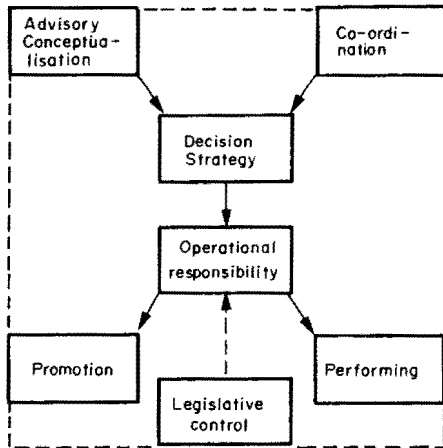 Advisory
Conceptua-
lisation
Co-ordi-
nation
Decision
Strategy
Operational
responsibility
Promotion
Performing
Legislative
control